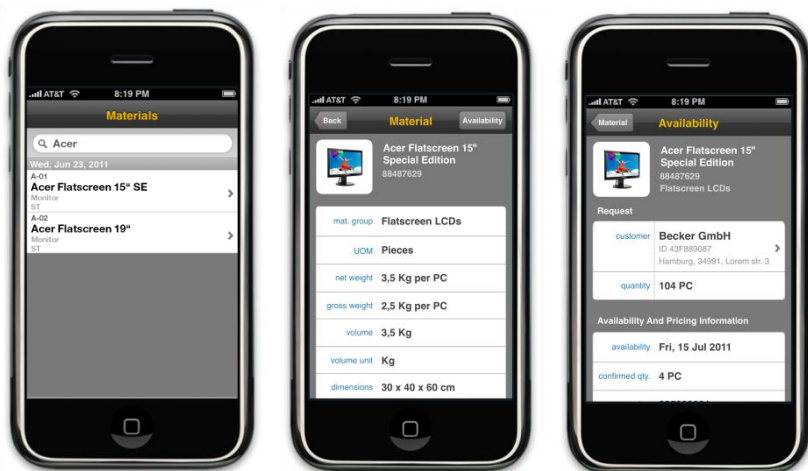 AT&T 8:19 PM
Materials
Acer
Wed, Jun 23, 2011
A-01
Acer Flatscreen 15“ SE
Monitor
ST
A-02
Acer Flatscreen 19“
Monitor
ST
AT&T 8:19 PM
Back Material Availability
Acer Flatscreen 15"
Special Edition
88487629
mat. group Flatscreen LCDs
UOM Pieces
net weight 3,5 Kg per PC
gross weight 2,5 Kg per PC
volume 3,5 Kg
volume unit Kg
dimensions 30 x 40 x 60 cm
AT&T 8:19 PM
Material Availability
Acer Flatscreen 15"
Special Edition
88487629
Flatscreen LCDs
Request
customer Becker GmbH
ID 43F889087
Hamburg, 34991, Lorem str. 3
quantity 104 PC
Availability And Pricing Information
availability Fri, 15 Jul 2011
confirmed qty. 4 PC